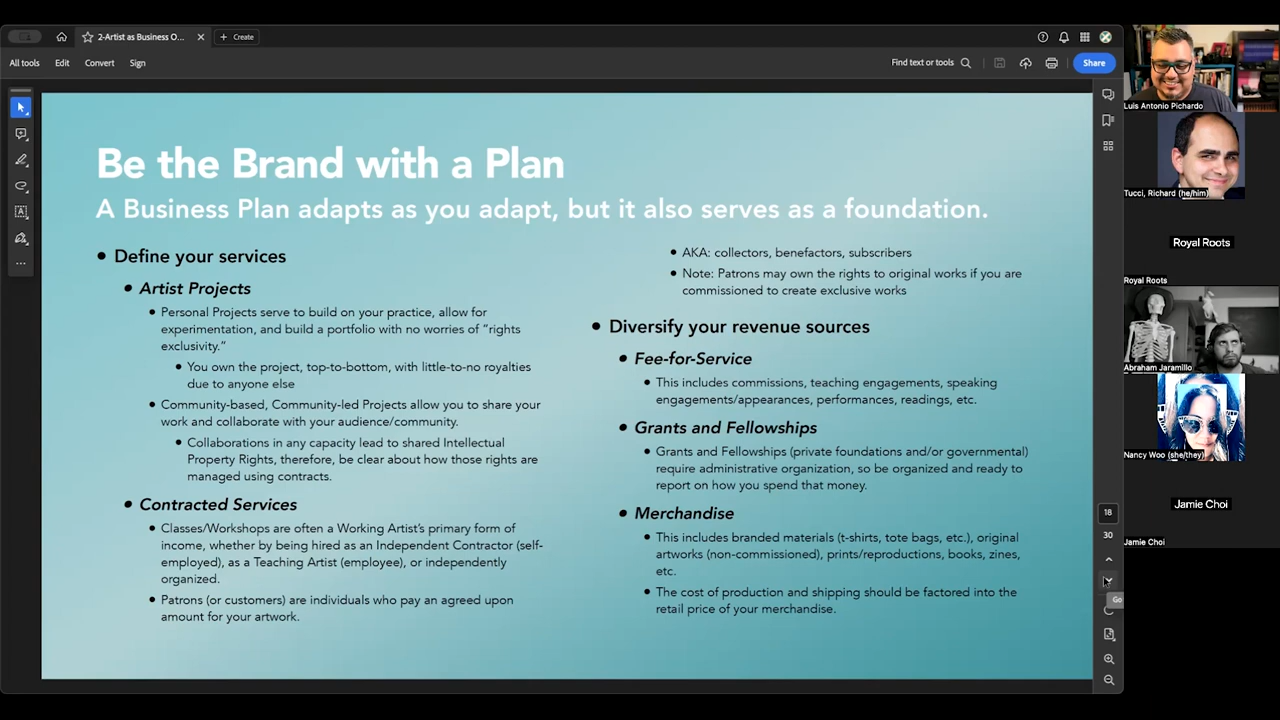 2-Artist as Business O...
Create
All tools
Edit
Convert
Sign
Find text or tools
Share
Be the Brand with a Plan
A Business Plan adapts as you adapt, but it also serves as a foundation.
• Define your services
• Artist Projects
• Personal Projects serve to build on your practice, allow for
experimentation, and build a portfolio with no worries of “rights
exclusivity.”
• You own the project, top-to-bottom, with little-to-no royalties
due to anyone else
• Community-based, Community-led Projects allow you to share your
work and collaborate with your audience/community.
• Collaborations in any capacity lead to shared Intellectual
Property Rights, therefore, be clear about how those rights are
managed using contracts.
• Contracted Services
• Classes/Workshops are often a Working Artist’s primary form of
income, whether by being hired as an Independent Contractor (self-
employed), as a Teaching Artist (employee), or independently
organized.
• Patrons (or customers) are individuals who pay an agreed upon
amount for your artwork.
• AKA: collectors, benefactors, subscribers
• Note: Patrons may own the rights to original works if you are
commissioned to create exclusive works
• Diversify your revenue sources
• Fee-for-Service
• This includes commissions, teaching engagements, speaking
engagements/appearances, performances, readings, etc.
• Grants and Fellowships
• Grants and Fellowships (private foundations and/or governmental)
require administrative organization, so be organized and ready to
report on how you spend that money.
• Merchandise
• This includes branded materials (t-shirts, tote bags, etc.), original
artworks (non-commissioned), prints/reproductions, books, zines,
etc.
• The cost of production and shipping should be factored into the
retail price of your merchandise.
18
30
Go
Luis Antonio Pichardo
Tucci, Richard (he/him)
Royal Roots
Royal Roots
Abraham Jaramillo
Nancy Woo (she/they)
Jamie Choi
Jamie Choi